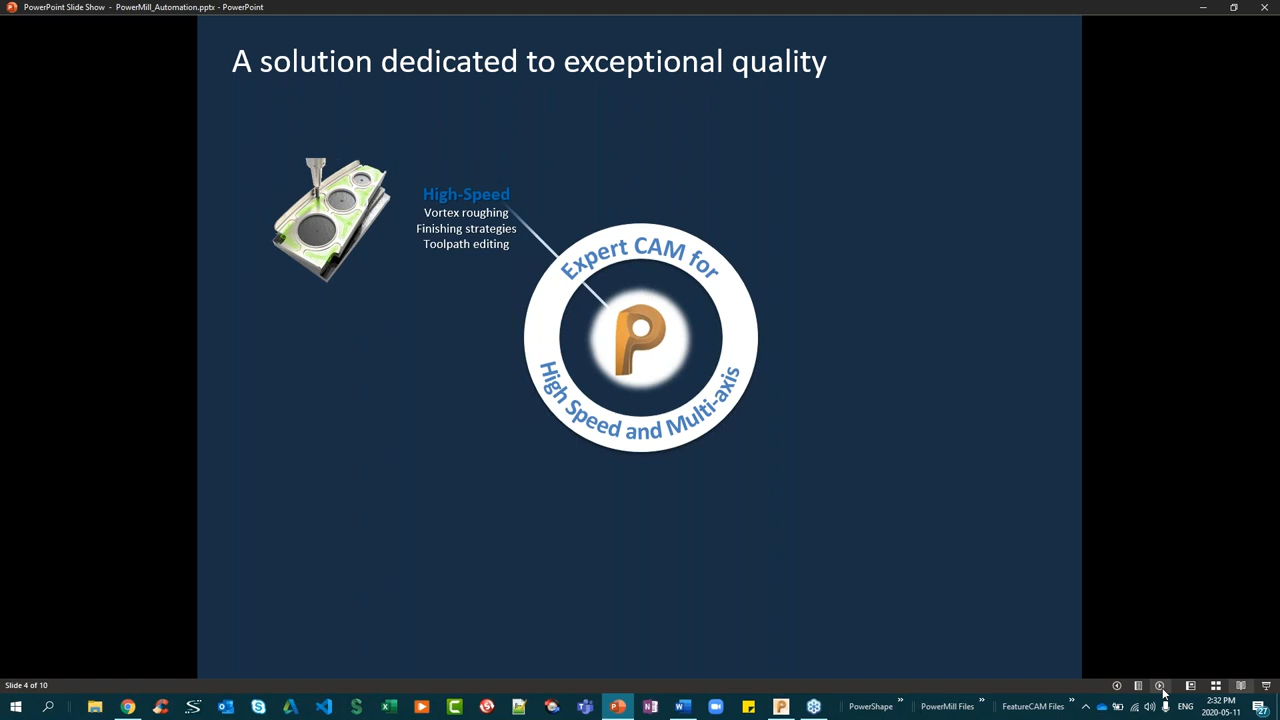 PowerPoint Slide Show - PowerMill_Automation.pptx - PowerPoint
A solution dedicated to exceptional quality
High-Speed
Vortex roughing
Finishing strategies
Toolpath editing
Expert CAM for
P
High Speed and Multi-axis
Slide 4 of 10
PowerShape
PowerMill Files
FeatureCAM Files
ENG
2:32 PM
2020-05-11
27